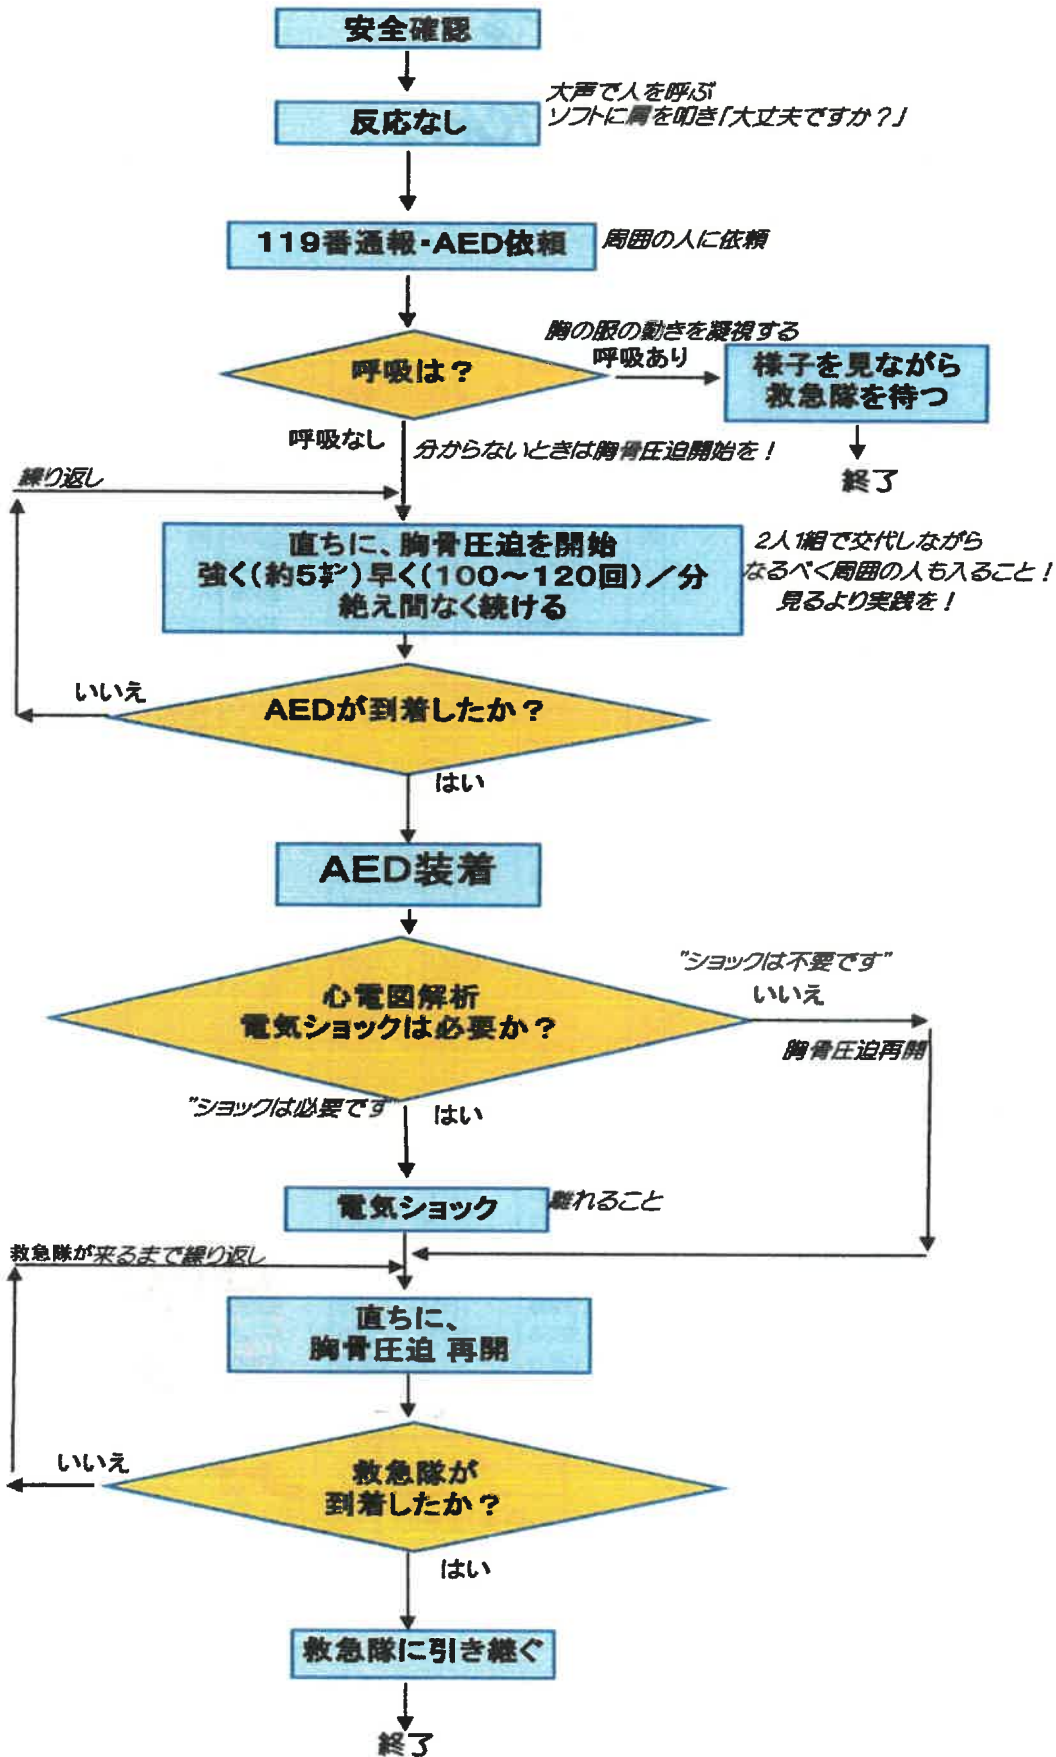 安全確認
大声で人を呼ぶ
反応なし
ソフトに肩を叩き「大丈夫ですか？」
119番通報・AED依頼
周囲の人に依頼
胸の服の動きを凝視する
呼吸は？
呼吸あり
様子を見ながら
救急隊を待つ
呼吸なし
分からないときは胸骨圧迫開始を！
終了
繰り返し
直ちに、胸骨圧迫を開始
強く（約5㌢）早く（100～120回）／分
絶え間なく続ける
2人1組で交代しながら
なるべく周囲の人も入ること！
見るより実践を！
いいえ
AEDが到着したか？
はい
AED装着
"ショックは不要です"
いいえ
心電図解析
電気ショックは必要か？
胸骨圧迫再開
"ショックは必要です"
はい
電気ショック
離れること
救急隊が来るまで繰り返し
直ちに、
胸骨圧迫 再開
いいえ
救急隊が
到着したか？
はい
救急隊に引き継ぐ
終了